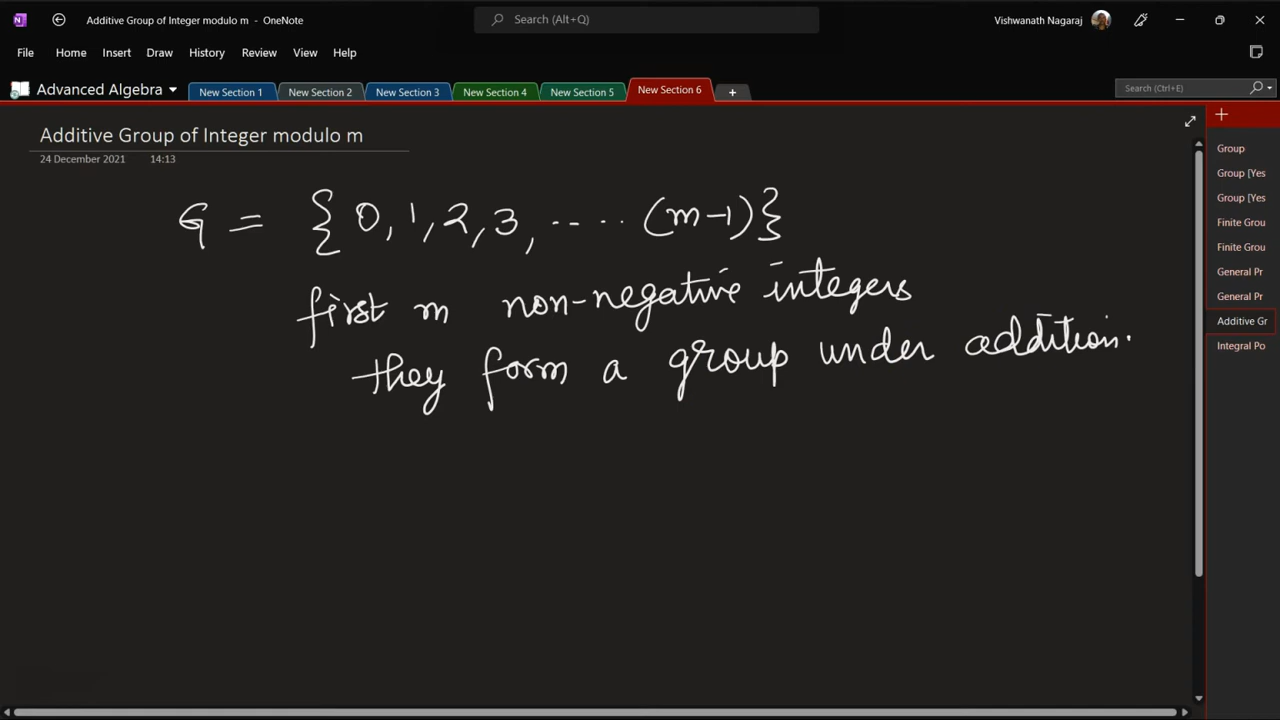 Additive Group of Integer modulo m - OneNote
Search (Alt+Q)
Vishwanath Nagaraj
File Home Insert Draw History Review View Help
Advanced Algebra
New Section 1 New Section 2 New Section 3 New Section 4 New Section 5 New Section 6
Search (Ctrl+E)
Additive Group of Integer modulo m
24 December 2021 14:13
G = {0,1,2,3, ..... (m-1)}
first m non-negative integers
they form a group under addition.
Group
Group [Yes
Group [Yes
Finite Grou
Finite Grou
General Pr
General Pr
Additive Gr
Integral Po